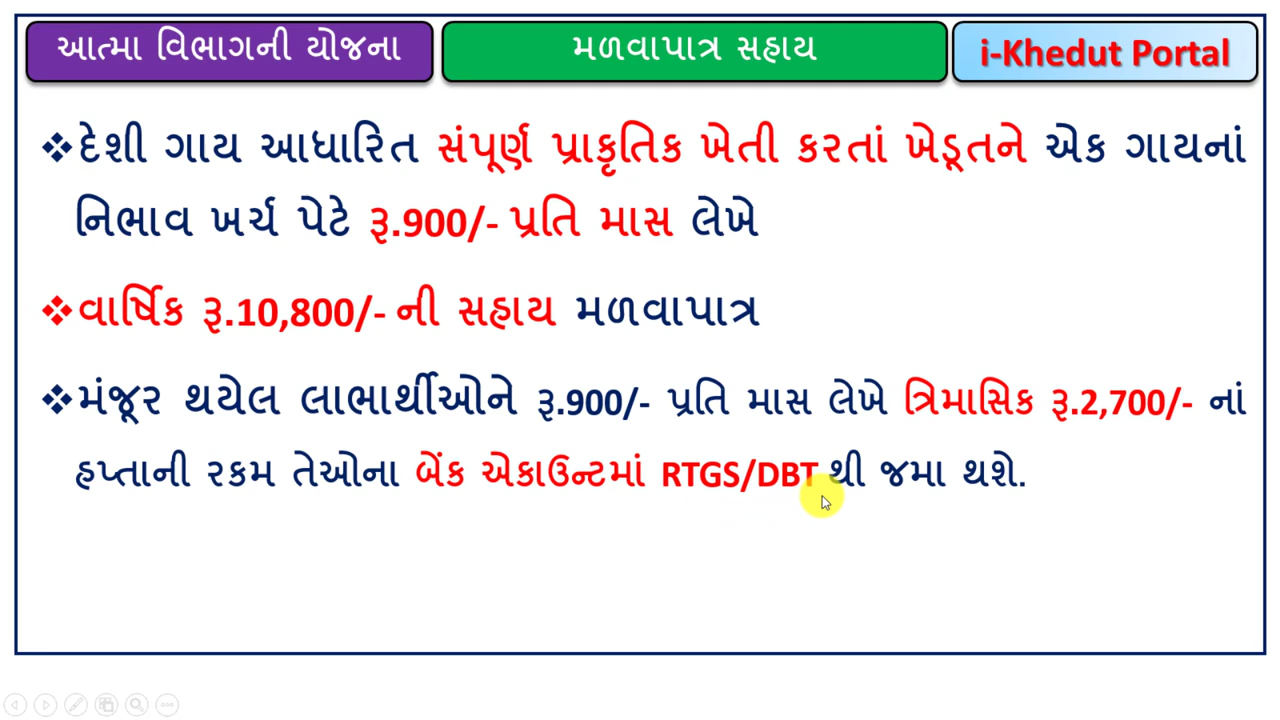 આત્મા વિભાગની યોજના મળવાપાત્ર સહાય i-Khedut Portal
❖દેશી ગાય આધારિત સંપૂર્ણ પ્રાકૃતિક ખેતી કરતાં ખેડૂતને એક ગાયનાં
નિભાવ ખર્ચ પેટે રૂ.900/- પ્રતિ માસ લેખે
❖વાર્ષિક રૂ.10,800/- ની સહાય મળવાપાત્ર
❖મંજૂર થયેલ લાભાર્થીઓને રૂ.900/- પ્રતિ માસ લેખે ત્રિમાસિક રૂ.2,700/- નાં
હપ્તાની રકમ તેઓના બેંક એકાઉન્ટમાં RTGS/DBT થી જમા થશે.